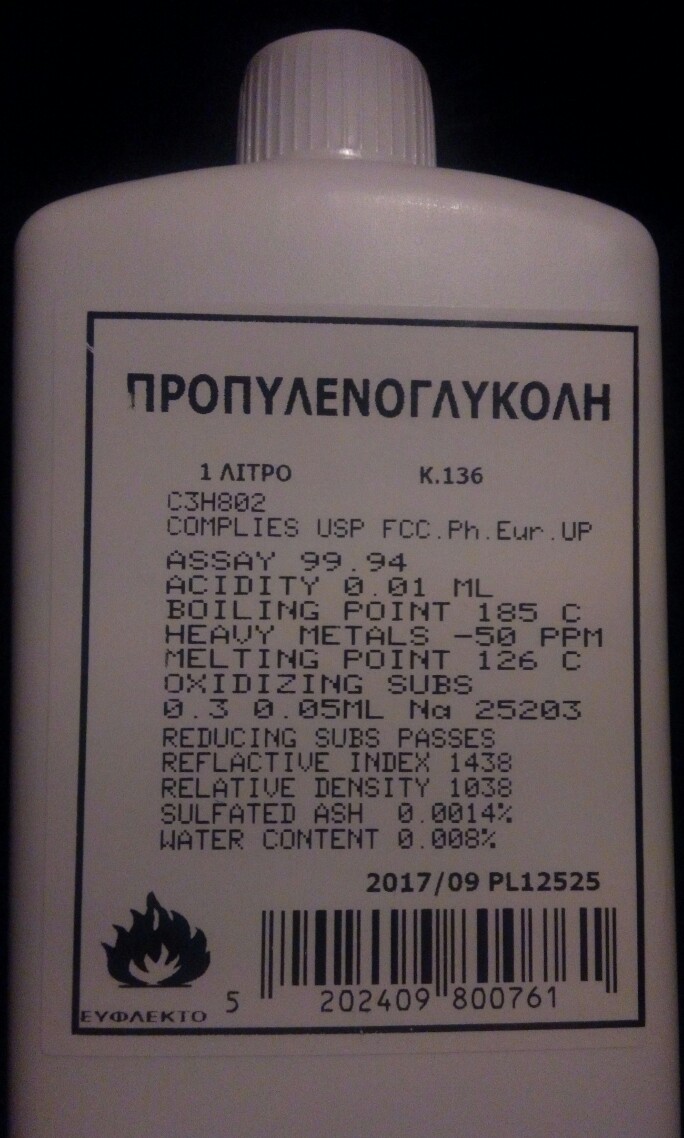 ΠΡΟΠΥΛΕΝΟΓΛΥΚΟΛΗ
1 ΛΙΤΡΟ K.136
C3H8O2
COMPLIES USP FCC.Ph.Eur.UP
ASSAY 99.94
ACIDITY 0.01 ML
BOILING POINT 185 C
HEAVY METALS -50 PPM
MELTING POINT 126 C
OXIDIZING SUBS
0.3 0.05ML Na 25203
REDUCING SUBS PASSES
REFLACTIVE INDEX 1438
RELATIVE DENSITY 1038
SULFATED ASH 0.0014%
WATER CONTENT 0.008%
2017/09 PL12525
ΕΥΦΛΕΚΤΟ
5 202409 800761